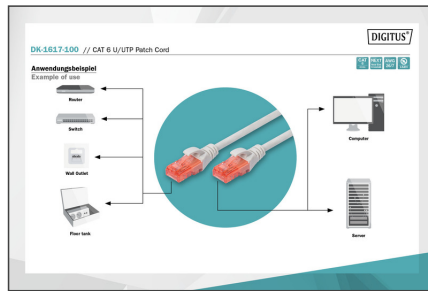 DIGITUS®
DK-1617-100 // CAT 6 U/UTP Patch Cord
Anwendungsbeispiel
Example of use
Router
Switch
Wall Outlet
Floor tank
Computer
Server